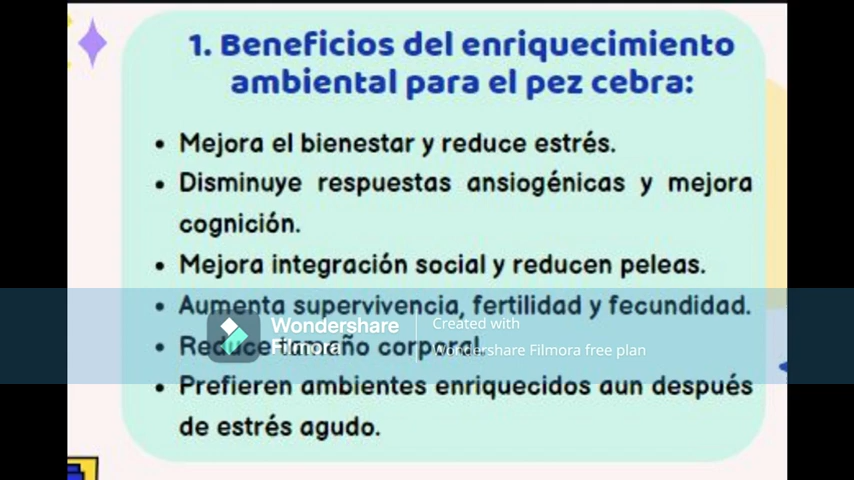 1. Beneficios del enriquecimiento
ambiental para el pez cebra:
• Mejora el bienestar y reduce estrés.
• Disminuye respuestas ansiogénicas y mejora
cognición.
• Mejora integración social y reducen peleas.
• Aumenta supervivencia, fertilidad y fecundidad.
• Reduce tamaño corporal.
• Prefieren ambientes enriquecidos aun después
de estrés agudo.
Wondershare
Filmora
Created with
Wondershare Filmora free plan